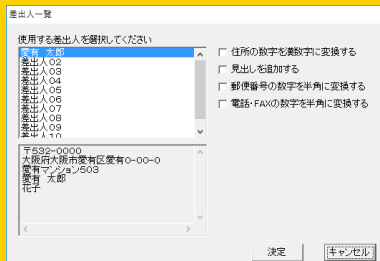 差出人一覧
使用する差出人を選択してください
愛有 太郎
差出人02
差出人03
差出人04
差出人05
差出人06
差出人07
差出人08
差出人09
差出人10
住所の数字を漢数字に変換する
見出しを追加する
郵便番号の数字を半角に変換する
電話・FAXの数字を半角に変換する
〒532-0000
大阪府大阪市愛有区愛有0-00-0
愛有マンション503
愛有 太郎
花子
決定
キャンセル